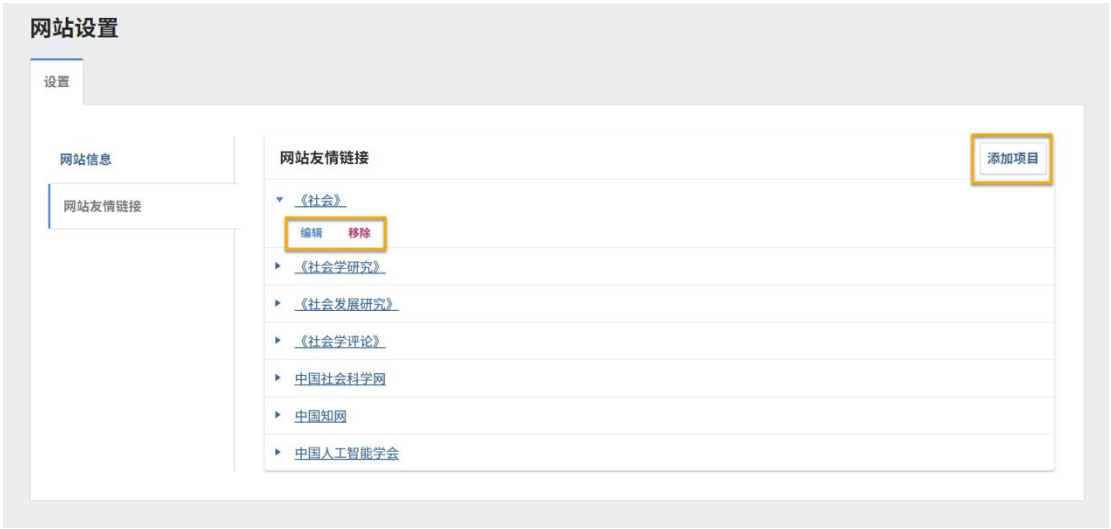 网站设置
设置
网站信息
网站友情链接
网站友情链接
添加项目
《社会》
编辑 移除
《社会学研究》
《社会发展研究》
《社会学评论》
中国社会科学网
中国知网
中国人工智能学会